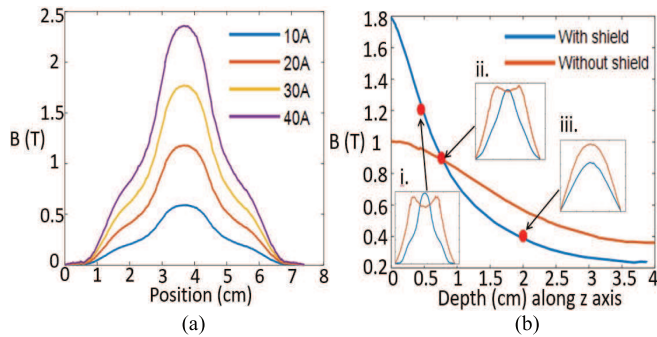 (a)
B (T)
2.5
2
1.5
1
0.5
0
10A
20A
30A
40A
0 1 2 3 4 5 6 7 8
Position (cm)
(a)
(b)
B (T)
1.8
1.6
1.2
1
0.8
0.6
0.4
0.2
With shield
Without shield
i.
ii.
iii.
0 0.5 1 1.5 2 2.5 3 3.5 4
Depth (cm) along z axis
(b)